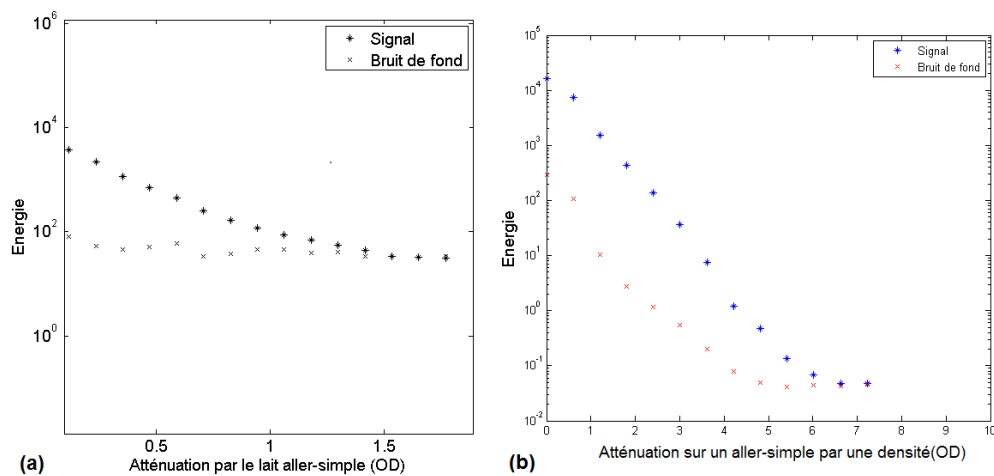 10^6
10^4
10^2
10^0
Energie
Signal
Bruit de fond
0.5
1
1.5
Atténuation par le lait aller-simple (OD)
(a)
10^5
10^4
10^3
10^2
10^1
10^0
10^-1
10^-2
Energie
Signal
Bruit de fond
0 1 2 3 4 5 6 7 8 9 10
Atténuation sur un aller-simple par une densité(OD)
(b)